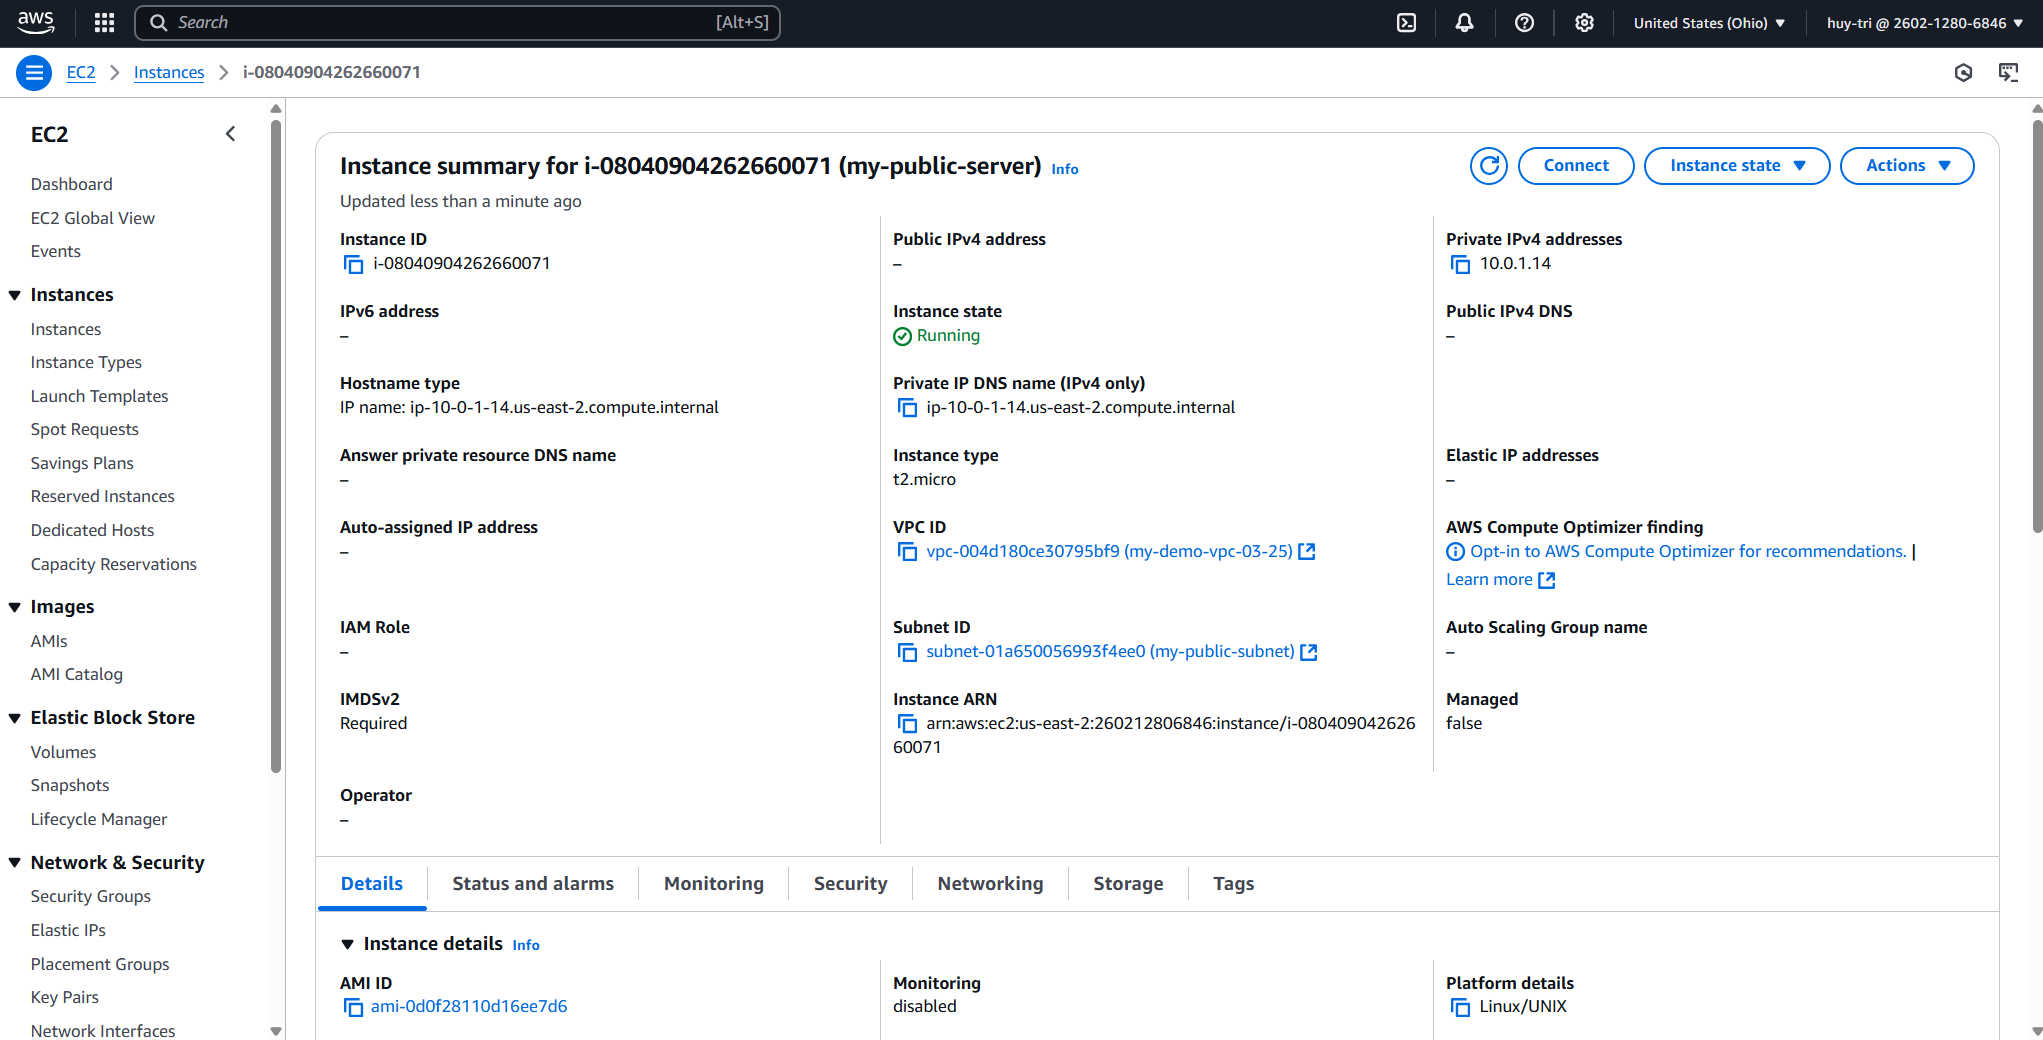 aws
Search [Alt+S]
United States (Ohio)
huy-tri @ 2602-1280-6846
EC2
Instances
i-08040904262660071
EC2
Dashboard
EC2 Global View
Events
Instances
Instances
Instance Types
Launch Templates
Spot Requests
Savings Plans
Reserved Instances
Dedicated Hosts
Capacity Reservations
Images
AMIs
AMI Catalog
Elastic Block Store
Volumes
Snapshots
Lifecycle Manager
Network & Security
Security Groups
Elastic IPs
Placement Groups
Key Pairs
Network Interfaces
Instance summary for i-08040904262660071 (my-public-server) Info
Updated less than a minute ago
Connect
Instance state
Actions
Instance ID
i-08040904262660071
Public IPv4 address
–
Private IPv4 addresses
10.0.1.14
IPv6 address
–
Instance state
Running
Public IPv4 DNS
–
Hostname type
IP name: ip-10-0-1-14.us-east-2.compute.internal
Private IP DNS name (IPv4 only)
ip-10-0-1-14.us-east-2.compute.internal
Answer private resource DNS name
–
Instance type
t2.micro
Elastic IP addresses
–
Auto-assigned IP address
–
VPC ID
vpc-004d180ce30795bf9 (my-demo-vpc-03-25)
AWS Compute Optimizer finding
Opt-in to AWS Compute Optimizer for recommendations. |
Learn more
IAM Role
–
Subnet ID
subnet-01a650056993f4ee0 (my-public-subnet)
Auto Scaling Group name
–
IMDSv2
Required
Instance ARN
arn:aws:ec2:us-east-2:260212806846:instance/i-080409042626
60071
Managed
false
Operator
–
Details
Status and alarms
Monitoring
Security
Networking
Storage
Tags
Instance details Info
AMI ID
ami-0d0f28110d16ee7d6
Monitoring
disabled
Platform details
Linux/UNIX